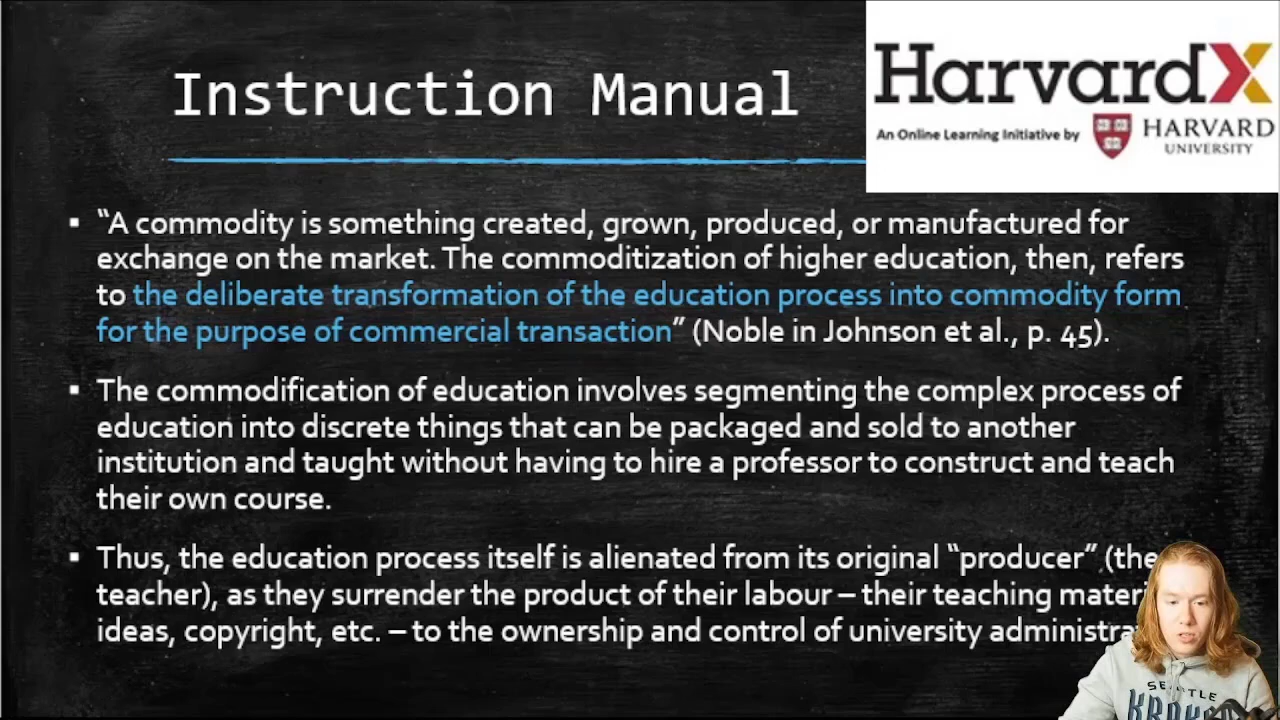 Instruction Manual
HarvardX
An Online Learning Initiative by
HARVARD
UNIVERSITY
▪ “A commodity is something created, grown, produced, or manufactured for
exchange on the market. The commoditization of higher education, then, refers
to the deliberate transformation of the education process into commodity form
for the purpose of commercial transaction” (Noble in Johnson et al., p. 45).
▪ The commodification of education involves segmenting the complex process of
education into discrete things that can be packaged and sold to another
institution and taught without having to hire a professor to construct and teach
their own course.
▪ Thus, the education process itself is alienated from its original “producer” (the
teacher), as they surrender the product of their labour – their teaching
ideas, copyright, etc. – to the ownership and control of university
SEATTLE
KRAKEN